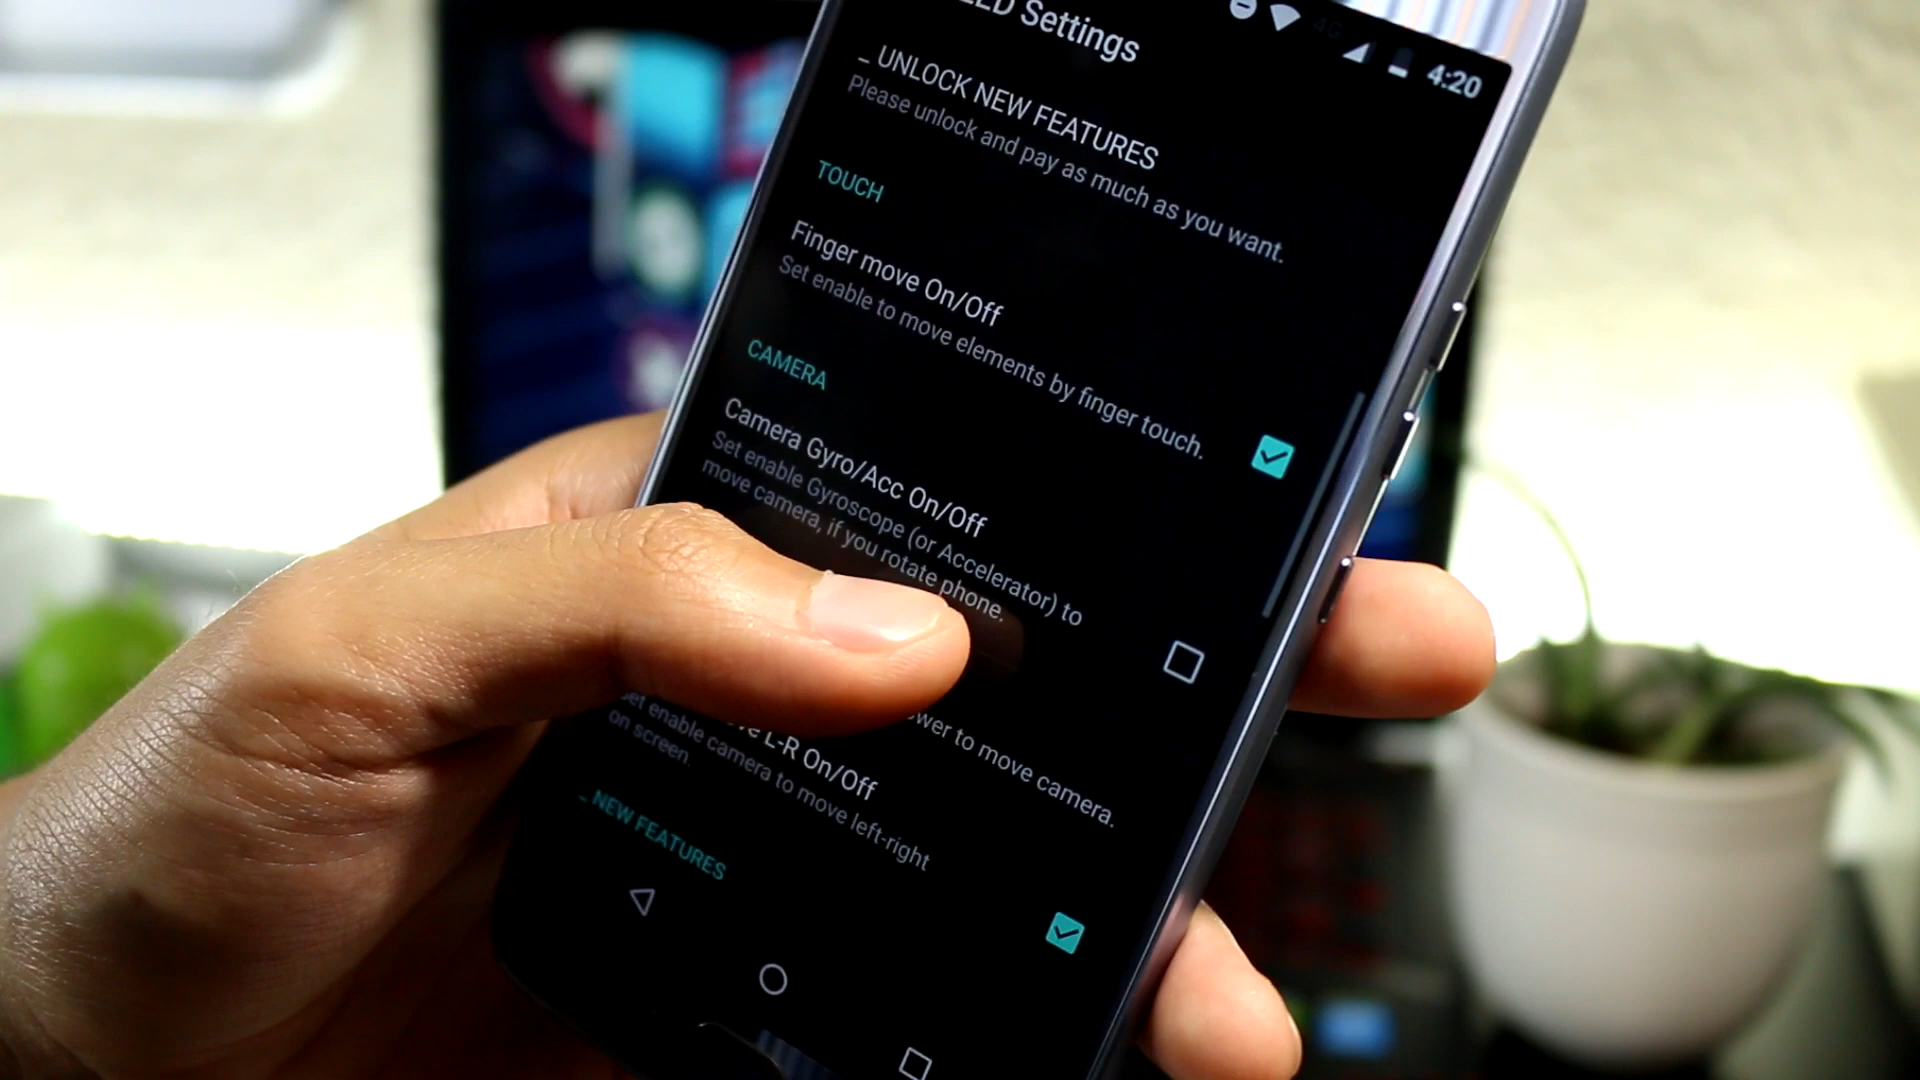 Settings
4G
4:20
_ UNLOCK NEW FEATURES
Please unlock and pay as much as you want.
TOUCH
Finger move On/Off
Set enable to move elements by finger touch.
CAMERA
Camera Gyro/Acc On/Off
Set enable Gyroscope (or Accelerator) to
move camera, if you rotate phone.
to move camera.
L-R On/Off
Set enable camera to move left-right
on screen.
_ NEW FEATURES